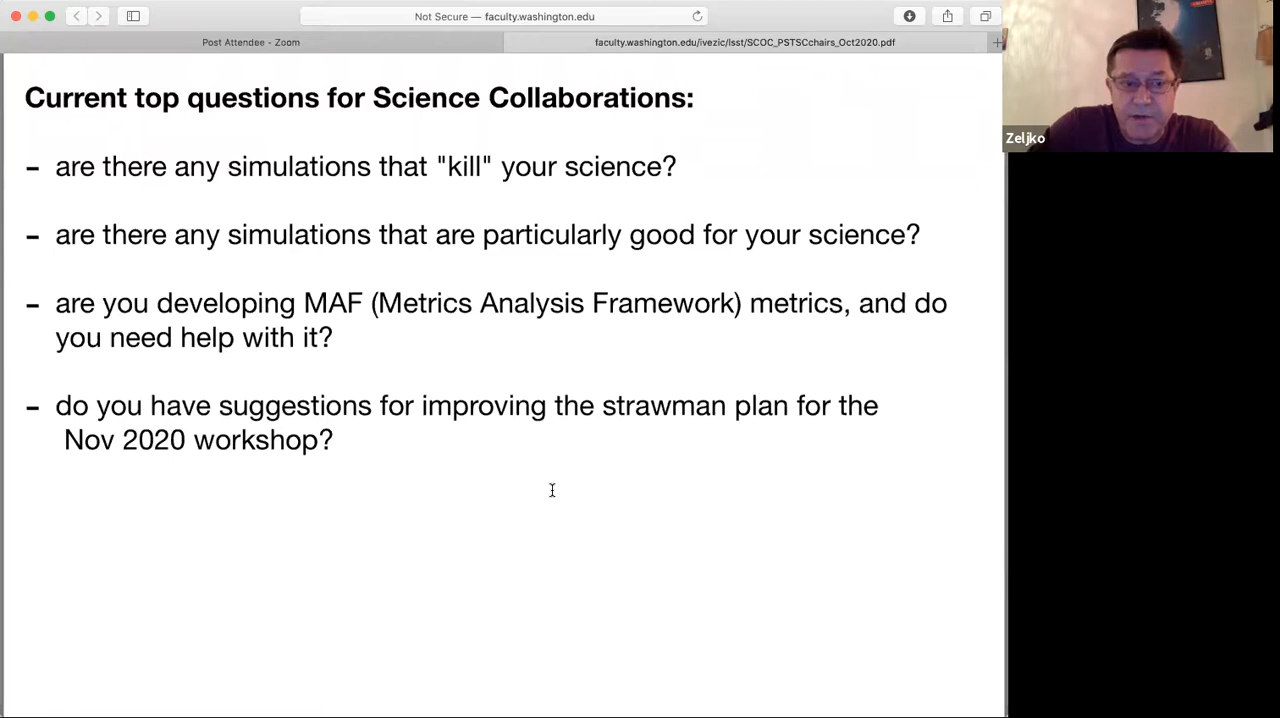 Not Secure — faculty.washington.edu
Post Attendee - Zoom
faculty.washington.edu/ivezic/lsst/SCOC_PSTSCchairs_Oct2020.pdf
Current top questions for Science Collaborations:
- are there any simulations that "kill" your science?
- are there any simulations that are particularly good for your science?
- are you developing MAF (Metrics Analysis Framework) metrics, and do
you need help with it?
- do you have suggestions for improving the strawman plan for the
Nov 2020 workshop?
Zeljko